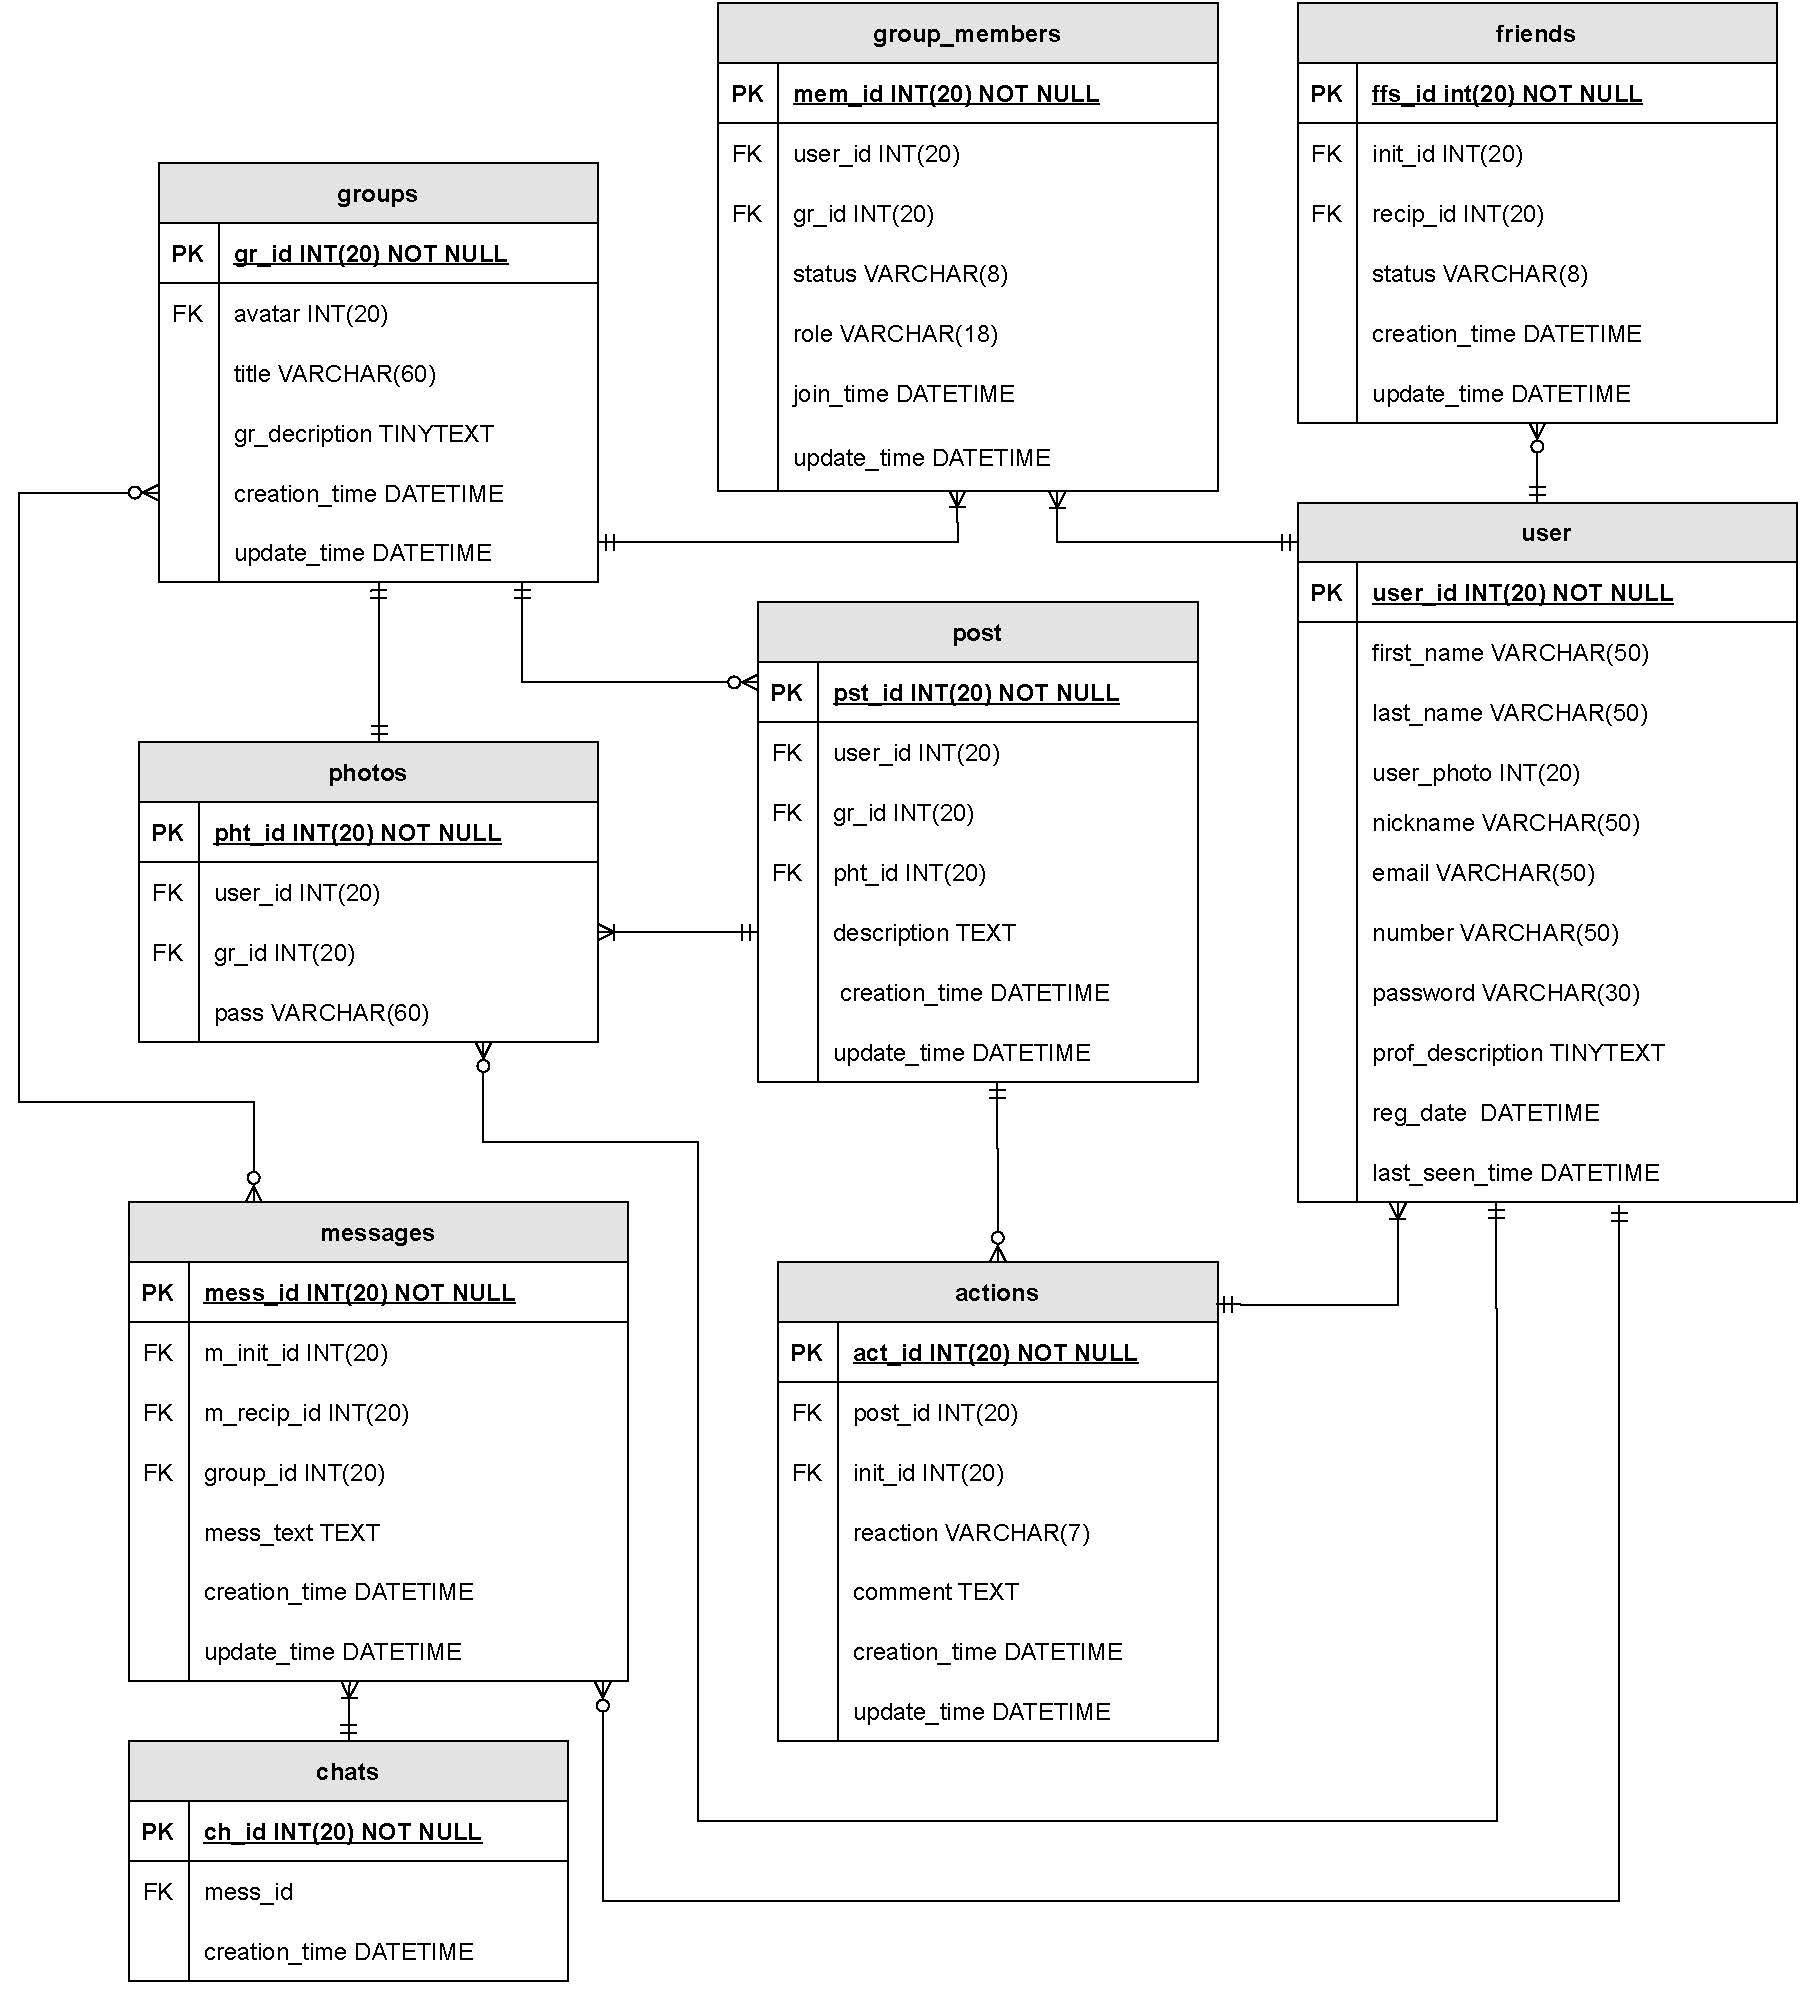 group_members
PK mem_id INT(20) NOT NULL
FK user_id INT(20)
FK gr_id INT(20)
status VARCHAR(8)
role VARCHAR(18)
join_time DATETIME
update_time DATETIME
friends
PK ffs_id int(20) NOT NULL
FK init_id INT(20)
FK recip_id INT(20)
status VARCHAR(8)
creation_time DATETIME
update_time DATETIME
groups
PK gr_id INT(20) NOT NULL
FK avatar INT(20)
title VARCHAR(60)
gr_decription TINYTEXT
creation_time DATETIME
update_time DATETIME
user
PK user_id INT(20) NOT NULL
first_name VARCHAR(50)
last_name VARCHAR(50)
user_photo INT(20)
nickname VARCHAR(50)
email VARCHAR(50)
number VARCHAR(50)
password VARCHAR(30)
prof_description TINYTEXT
reg_date DATETIME
last_seen_time DATETIME
post
PK pst_id INT(20) NOT NULL
FK user_id INT(20)
FK gr_id INT(20)
FK pht_id INT(20)
description TEXT
creation_time DATETIME
update_time DATETIME
photos
PK pht_id INT(20) NOT NULL
FK user_id INT(20)
FK gr_id INT(20)
pass VARCHAR(60)
messages
PK mess_id INT(20) NOT NULL
FK m_init_id INT(20)
FK m_recip_id INT(20)
FK group_id INT(20)
mess_text TEXT
creation_time DATETIME
update_time DATETIME
actions
PK act_id INT(20) NOT NULL
FK post_id INT(20)
FK init_id INT(20)
reaction VARCHAR(7)
comment TEXT
creation_time DATETIME
update_time DATETIME
chats
PK ch_id INT(20) NOT NULL
FK mess_id
creation_time DATETIME